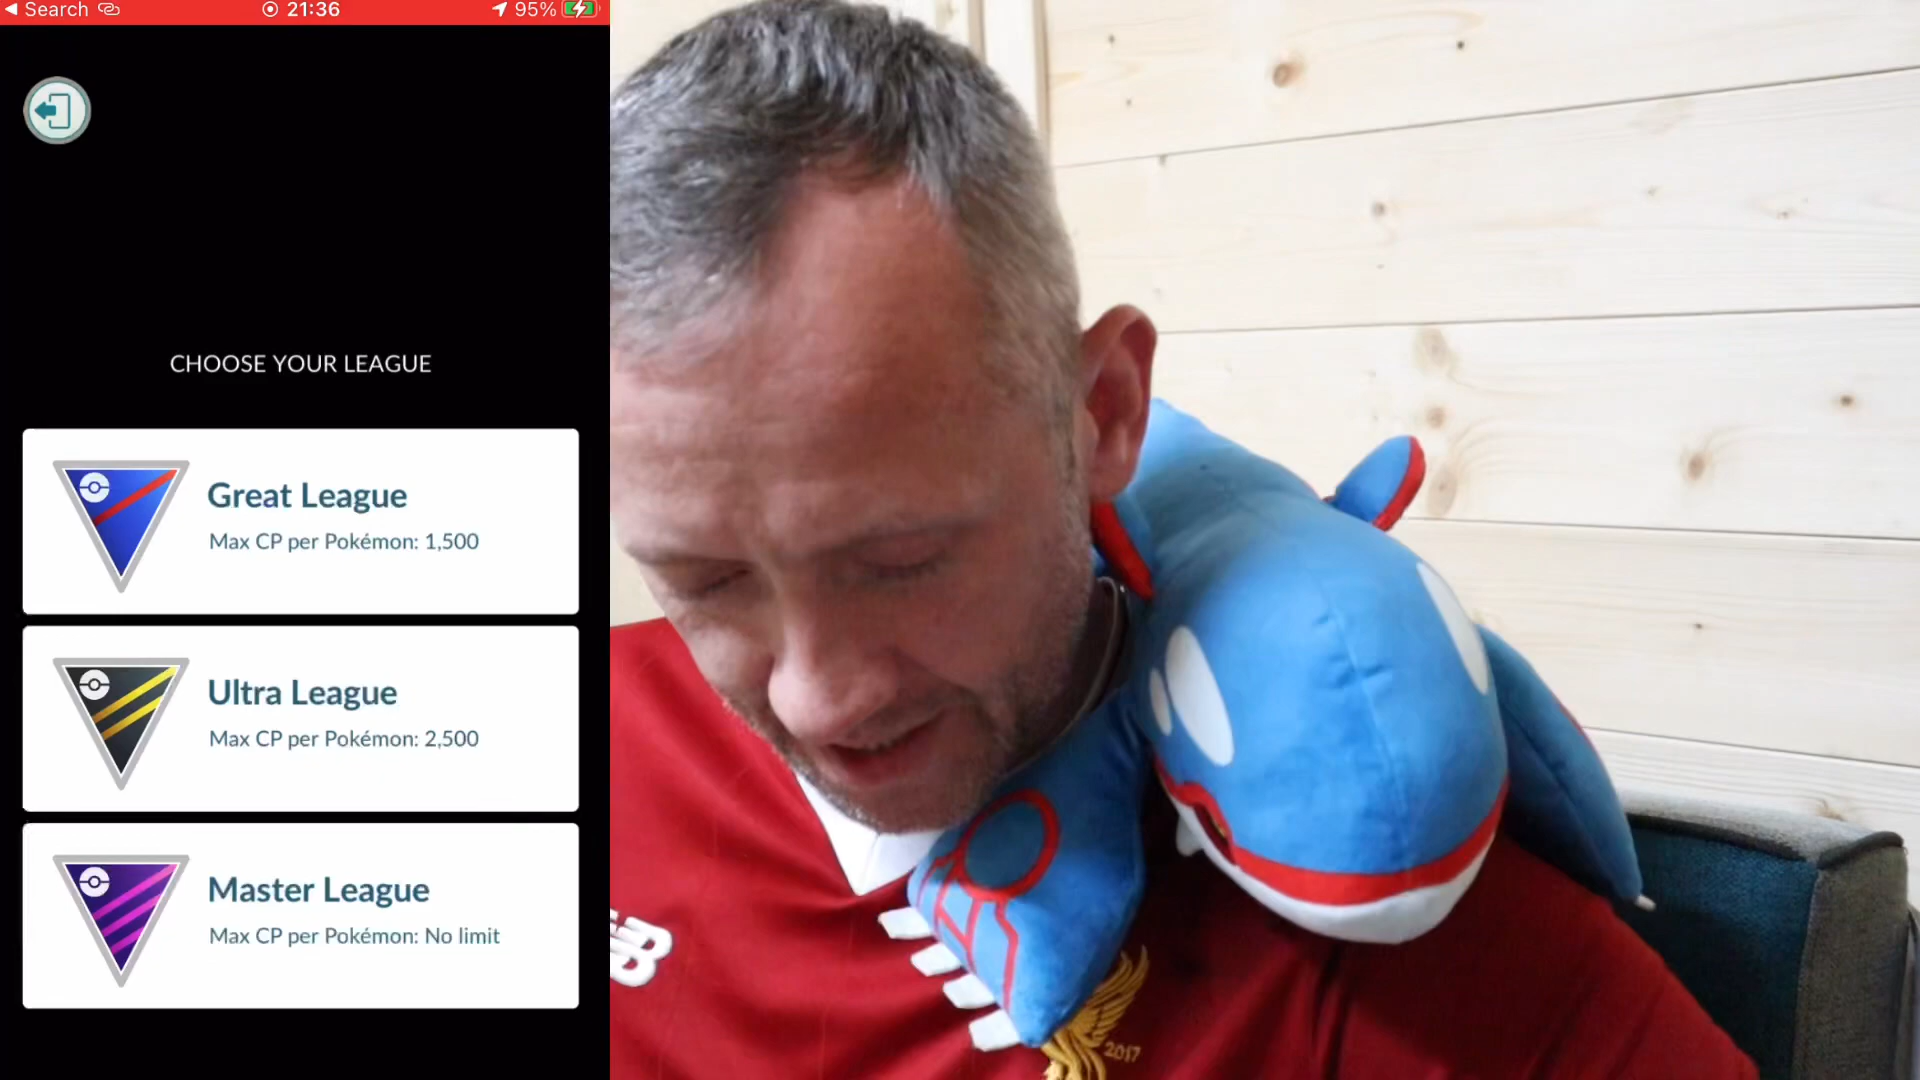 Search
21:36
95%
CHOOSE YOUR LEAGUE
Great League
Max CP per Pokémon: 1,500
Ultra League
Max CP per Pokémon: 2,500
Master League
Max CP per Pokémon: No limit
NB
2017